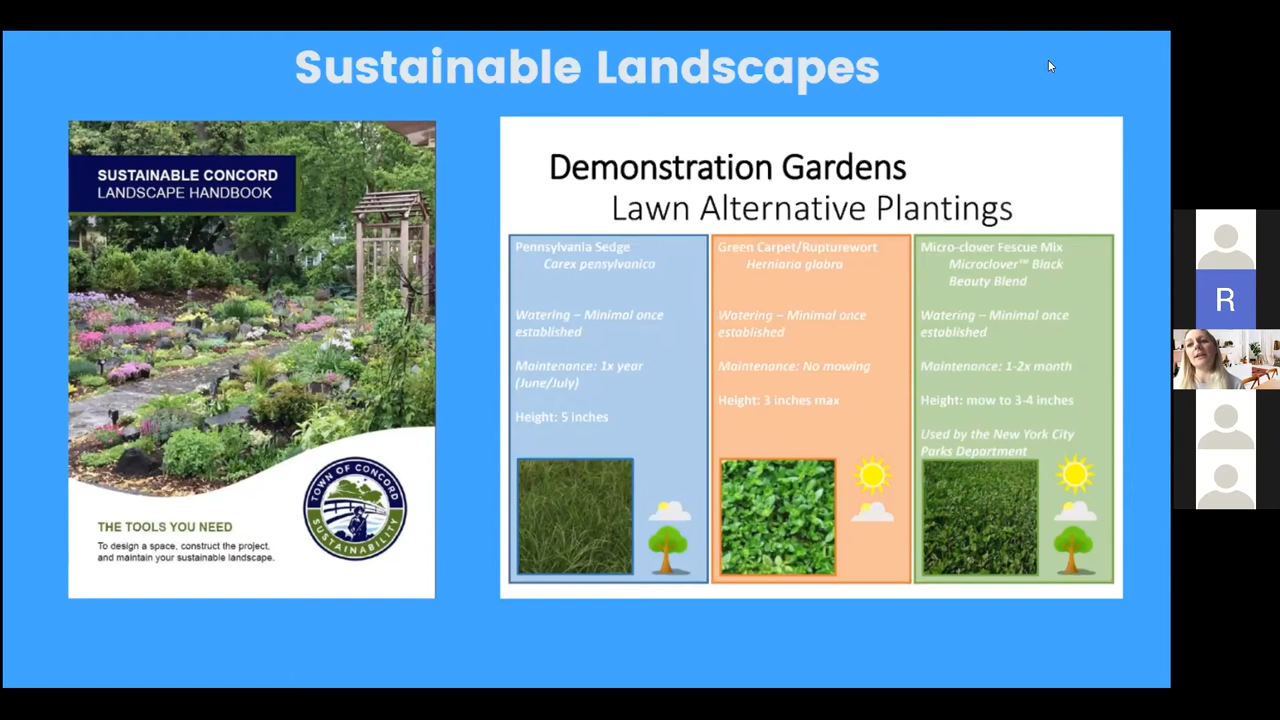 Sustainable Landscapes
SUSTAINABLE CONCORD
LANDSCAPE HANDBOOK
TOWN OF CONCORD
SUSTAINABILITY
THE TOOLS YOU NEED
To design a space, construct the project,
and maintain your sustainable landscape.
Demonstration Gardens
Lawn Alternative Plantings
Pennsylvania Sedge
Carex pensylvanico
Watering – Minimal once
established
Maintenance: 1x year
(June/July)
Height: 5 inches
Green Carpet/Rupturewort
Herniaria glabra
Watering – Minimal once
established
Maintenance: No mowing
Height: 3 inches max
Micro-clover Fescue Mix
Microclover™ Black
Beauty Blend
Watering – Minimal once
established
Maintenance: 1-2x month
Height: mow to 3-4 inches
Used by the New York City
Parks Department
R